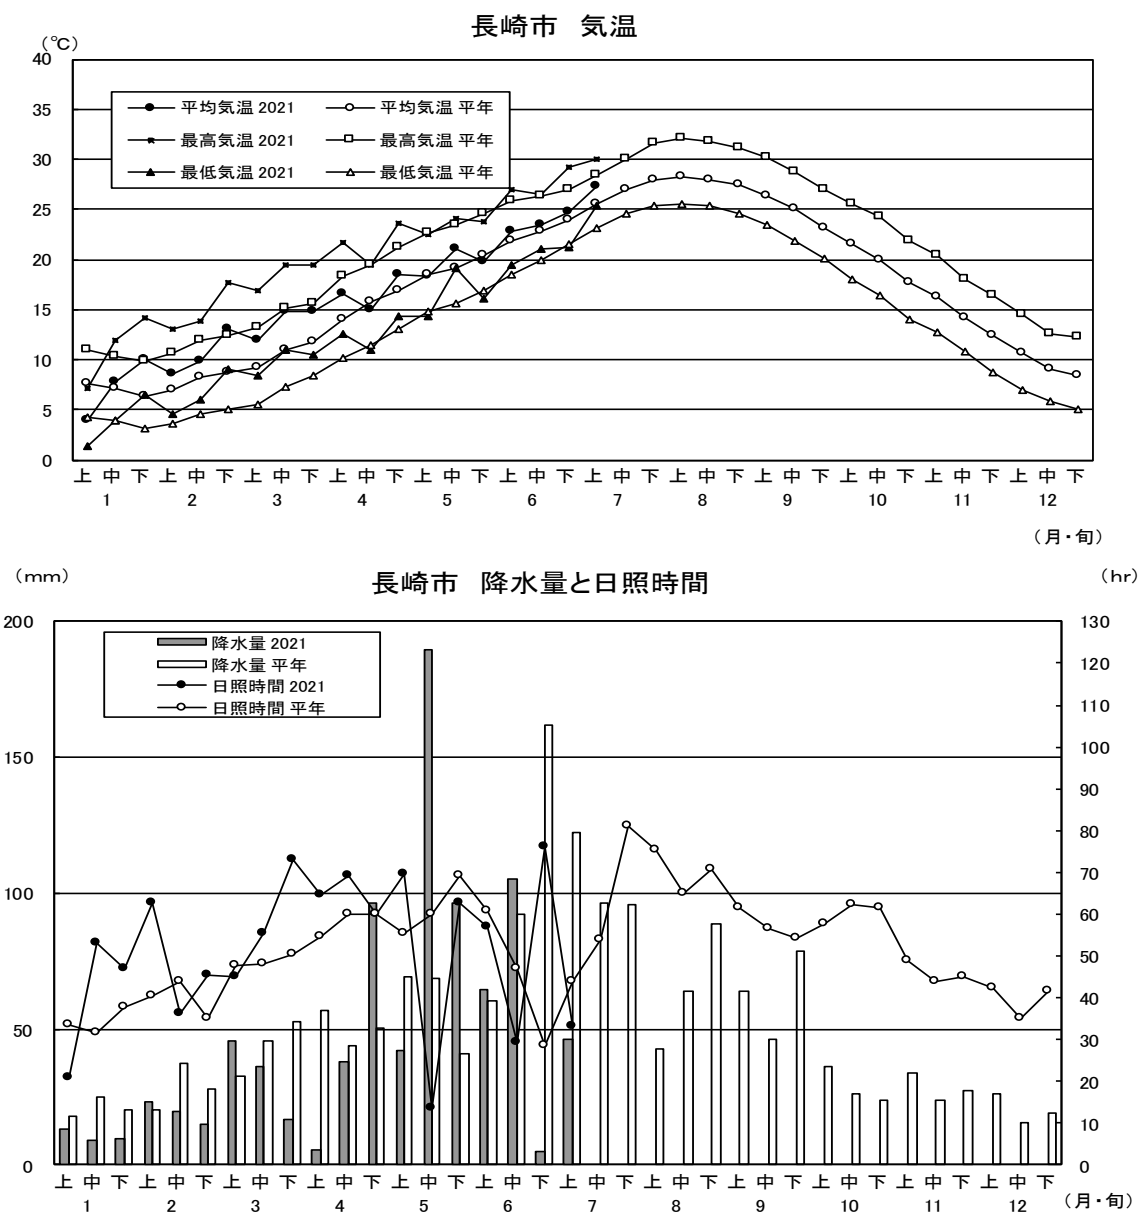 長崎市　気温
（℃）
40
35
30
25
20
15
10
5
0
平均気温 2021　平均気温 平年
最高気温 2021　最高気温 平年
最低気温 2021　最低気温 平年
上 中 下 上 中 下 上 中 下 上 中 下 上 中 下 上 中 下 上 中 下 上 中 下 上 中 下 上 中 下 上 中 下 上 中 下
1 2 3 4 5 6 7 8 9 10 11 12
（月・旬）
（mm）
長崎市　降水量と日照時間
（hr）
200
150
100
50
0
降水量 2021
降水量 平年
日照時間 2021
日照時間 平年
130
120
110
100
90
80
70
60
50
40
30
20
10
0
上 中 下 上 中 下 上 中 下 上 中 下 上 中 下 上 中 下 上 中 下 上 中 下 上 中 下 上 中 下 上 中 下 上 中 下
1 2 3 4 5 6 7 8 9 10 11 12
（月・旬）